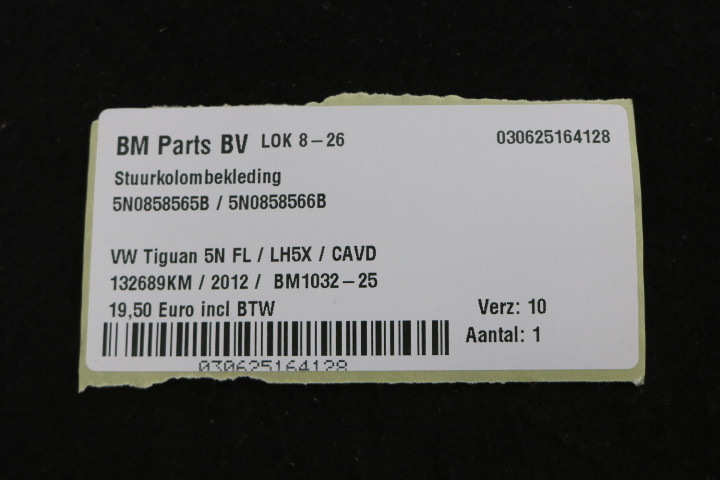 BM Parts BV LOK 8-26 030625164128
Stuurkolombekleding
5N0858565B / 5N0858566B
VW Tiguan 5N FL / LH5X / CAVD
132689KM / 2012 / BM1032-25
19,50 Euro incl BTW Verz: 10
Aantal: 1
030625164128